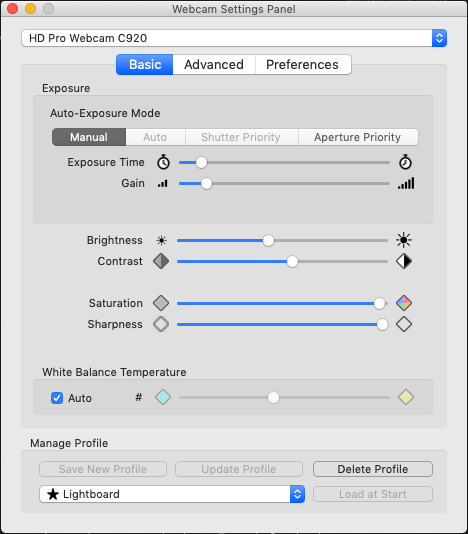 Webcam Settings Panel
HD Pro Webcam C920
Basic Advanced Preferences
Exposure
Auto-Exposure Mode
Manual Auto Shutter Priority Aperture Priority
Exposure Time
Gain
Brightness
Contrast
Saturation
Sharpness
White Balance Temperature
Auto #
Manage Profile
Save New Profile Update Profile Delete Profile
Lightboard Load at Start